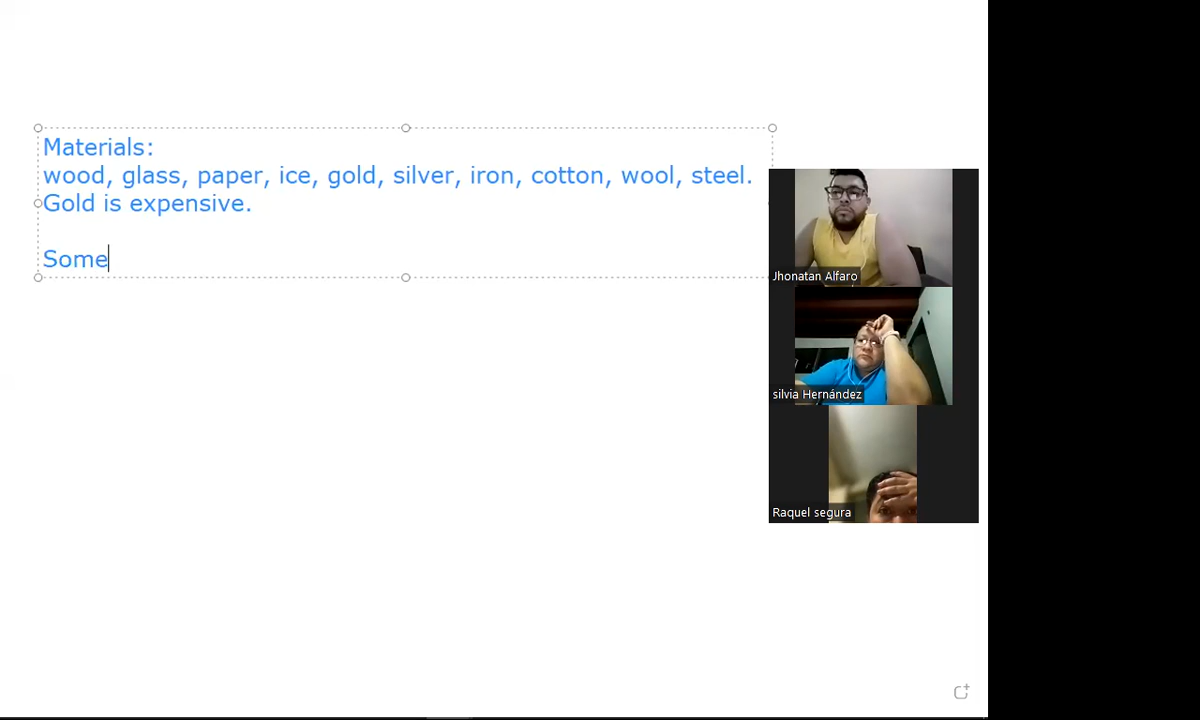 Materials:
wood, glass, paper, ice, gold, silver, iron, cotton, wool, steel.
Gold is expensive.
Some
Jhonatan Alfaro
silvia Hernández
Raquel segura